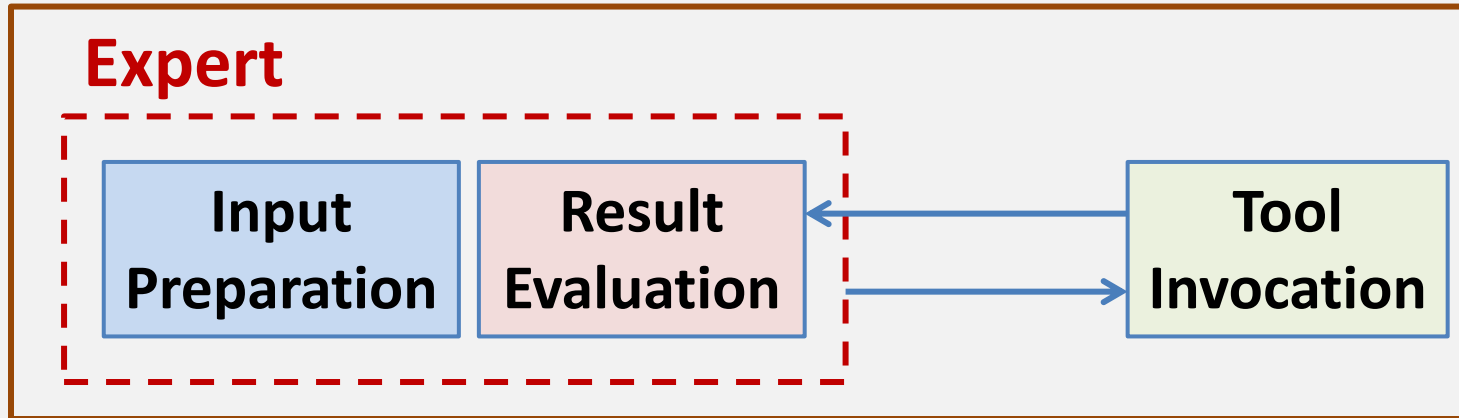 Expert
Input
Preparation
Result
Evaluation
Tool
Invocation